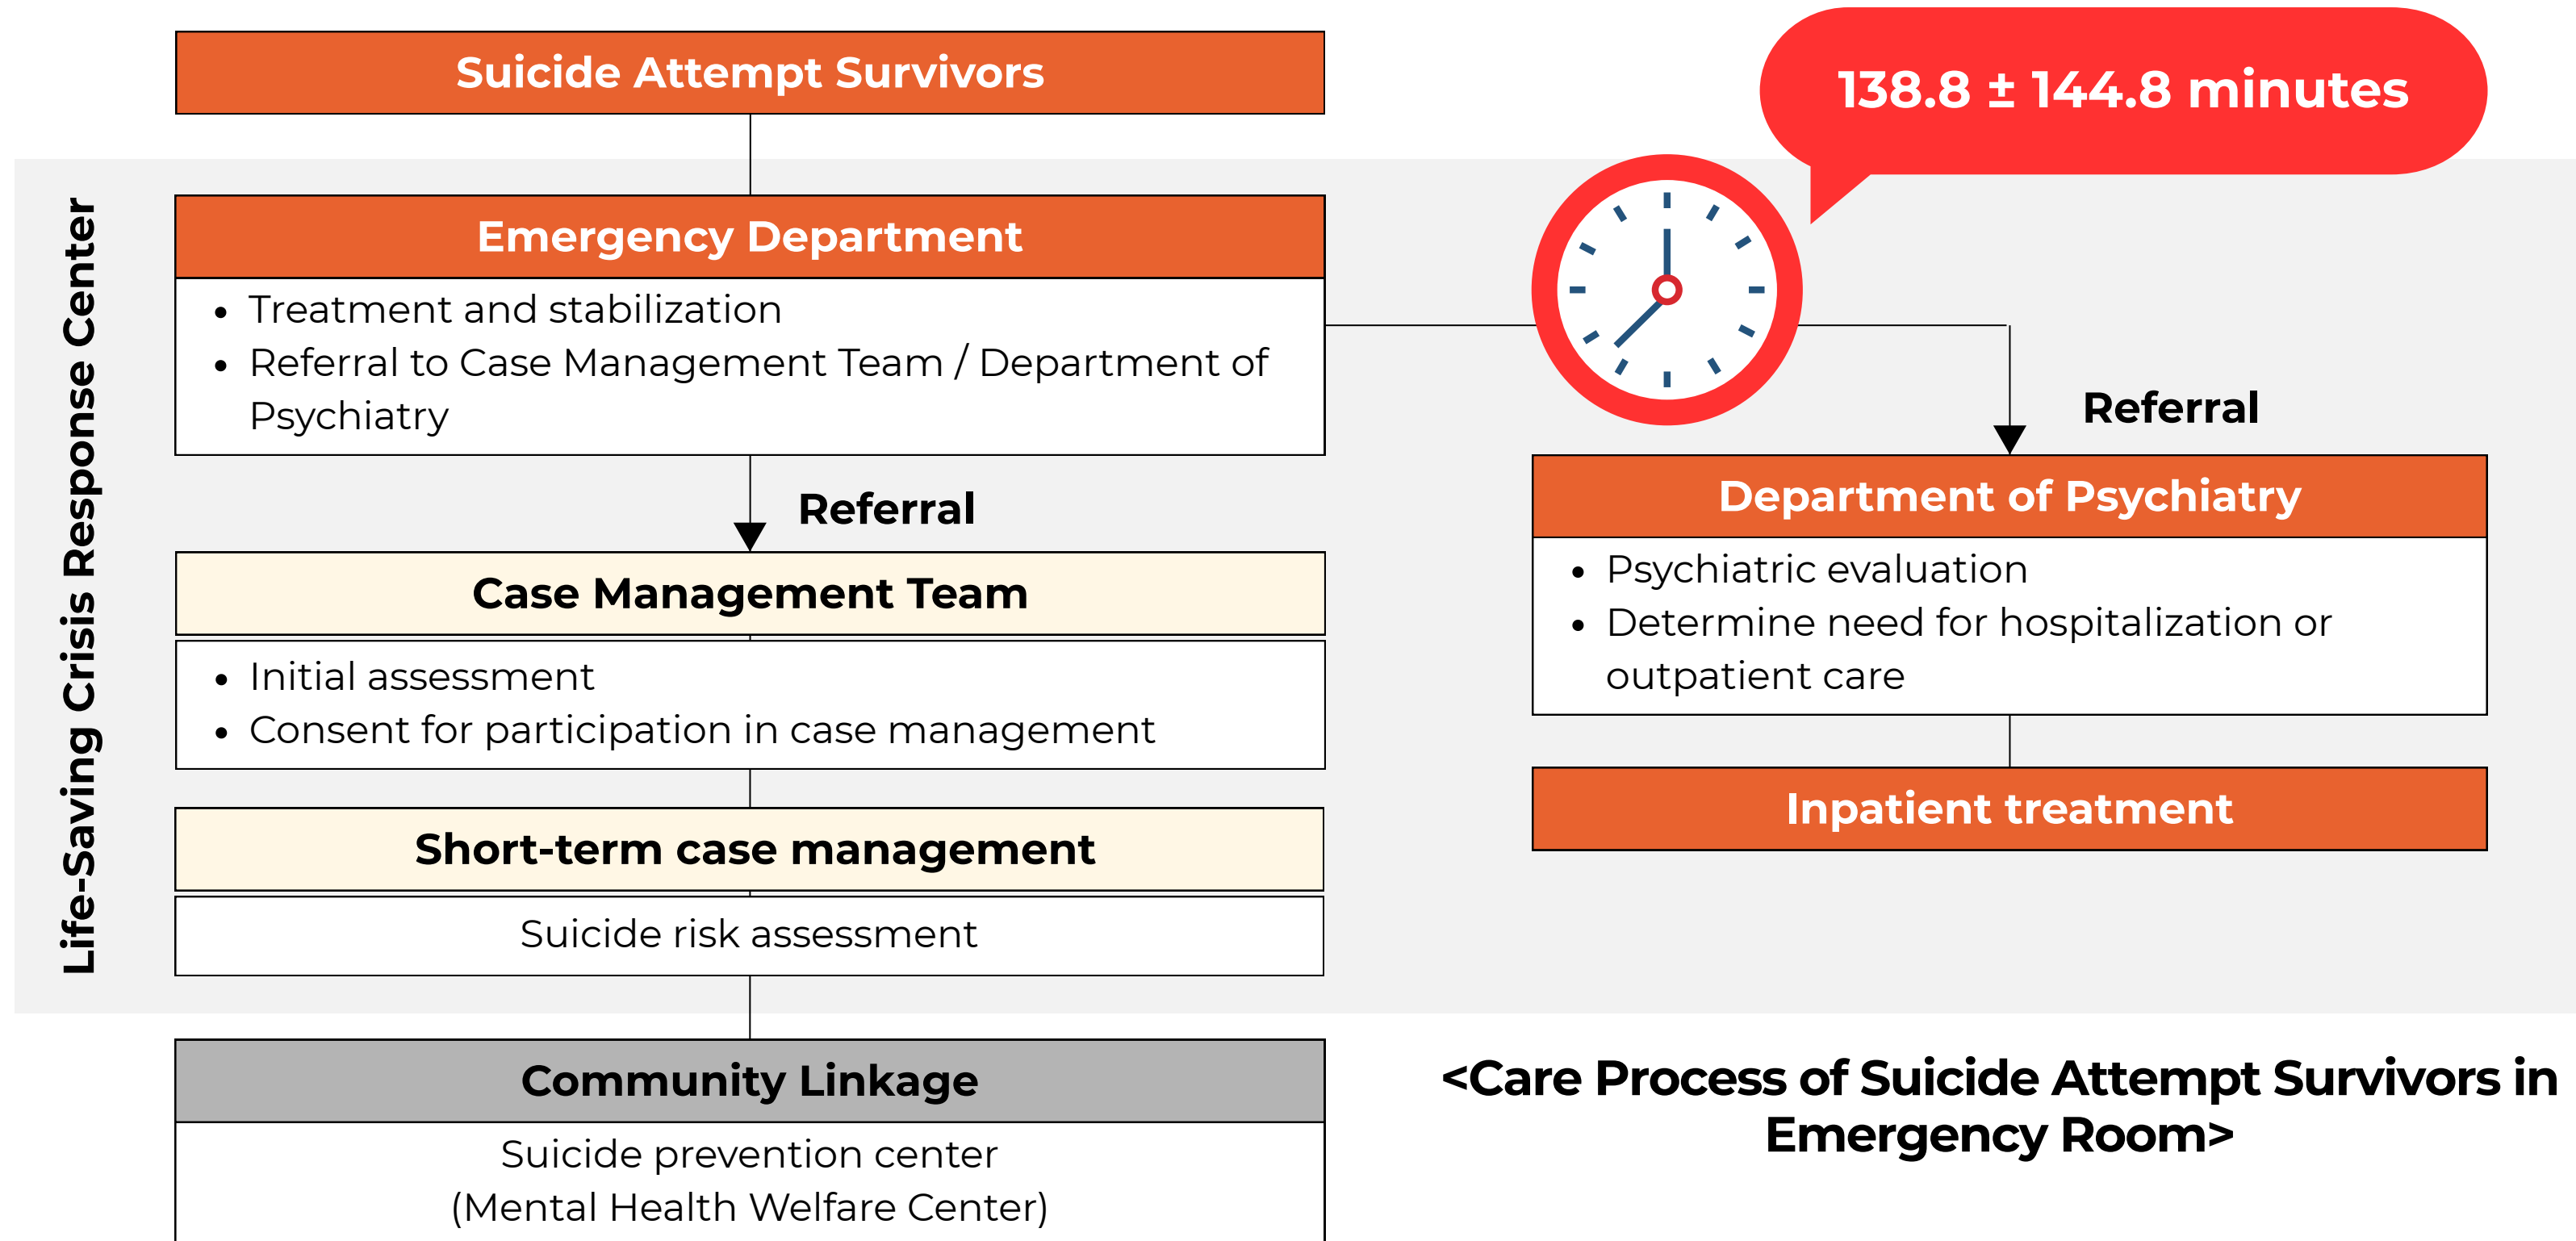 Suicide Attempt Survivors
138.8 ± 144.8 minutes
Life-Saving Crisis Response Center
Emergency Department
• Treatment and stabilization
• Referral to Case Management Team / Department of
Psychiatry
Referral
Referral
Department of Psychiatry
• Psychiatric evaluation
• Determine need for hospitalization or
outpatient care
Inpatient treatment
Case Management Team
• Initial assessment
• Consent for participation in case management
Short-term case management
Suicide risk assessment
Community Linkage
Suicide prevention center
(Mental Health Welfare Center)
<Care Process of Suicide Attempt Survivors in
Emergency Room>